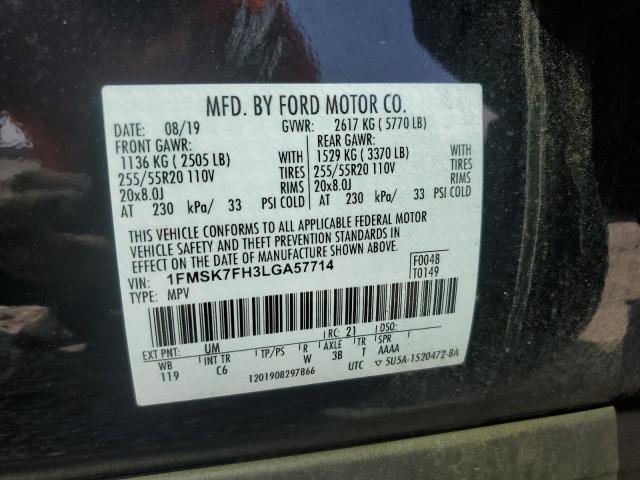 MFD. BY FORD MOTOR CO.
DATE: 08/19 GVWR: 2617 KG ( 5770 LB)
FRONT GAWR: REAR GAWR:
1136 KG ( 2505 LB) WITH 1529 KG ( 3370 LB) WITH
255/55R20 110V TIRES 255/55R20 110V TIRES
20x8.0J RIMS 20x8.0J RIMS
AT 230 kPa/ 33 PSI COLD AT 230 kPa/ 33 PSI COLD
THIS VEHICLE CONFORMS TO ALL APPLICABLE FEDERAL MOTOR
VEHICLE SAFETY AND THEFT PREVENTION STANDARDS IN
EFFECT ON THE DATE OF MANUFACTURE SHOWN ABOVE.
VIN: 1FMSK7FH3LGA57714 F0048
TYPE: MPV T0149
EXT PNT: UM RC: 21 DSO:
WB INT TR TP/PS R AXLE TR SPR
119 C6 W 3B T AAAA
1201908297866 UTC ▽ 5U5A-1520472-BA